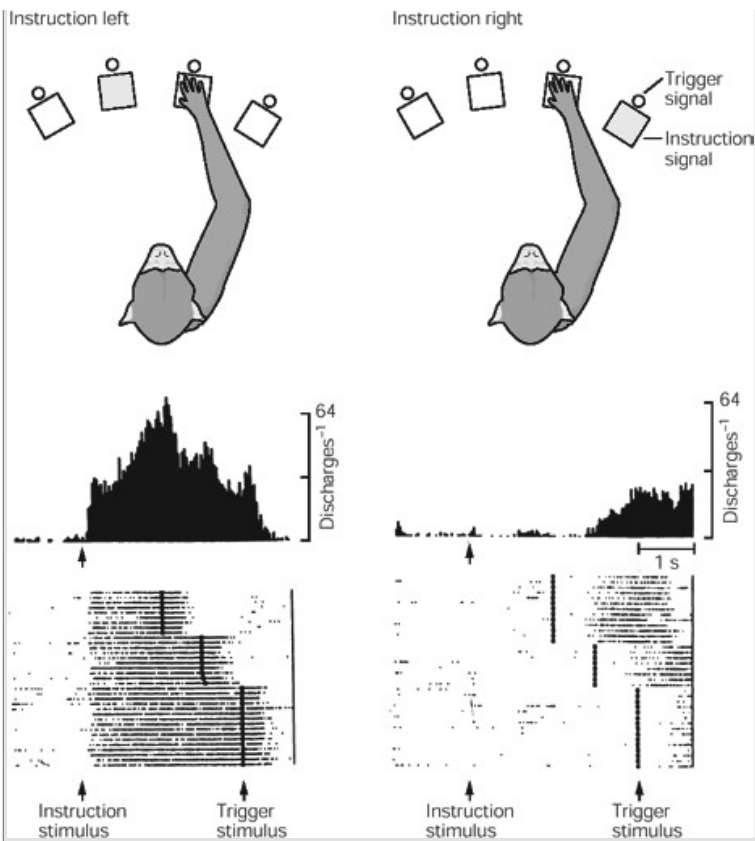 Instruction left
Instruction right
Trigger
signal
Instruction
signal
64
Discharges⁻¹
64
Discharges⁻¹
1 s
Instruction
stimulus
Trigger
stimulus
Instruction
stimulus
Trigger
stimulus